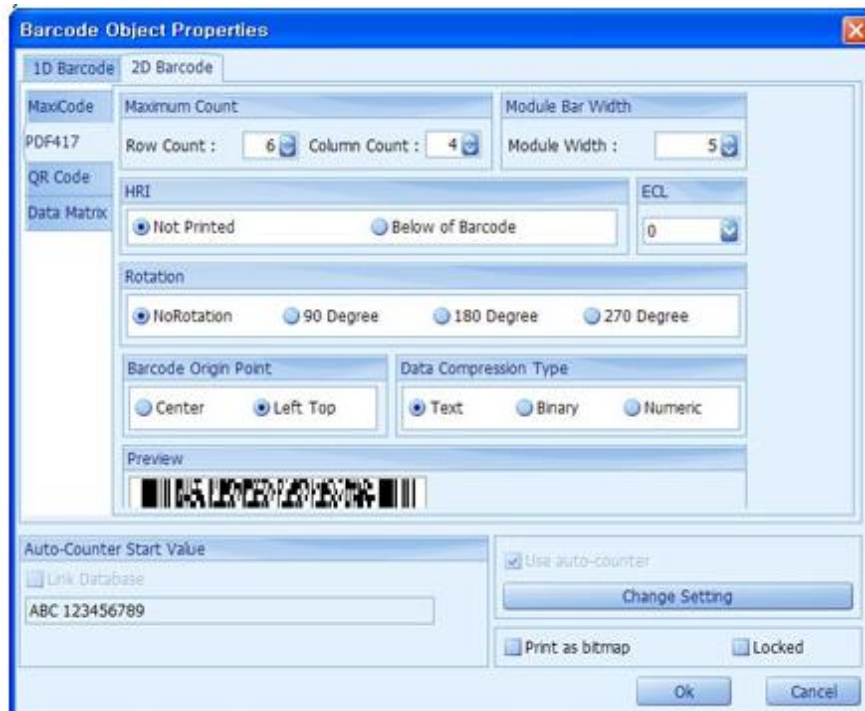 Barcode Object Properties
1D Barcode 2D Barcode
MaxiCode
PDF417
QR Code
Data Matrix
Maximum Count
Row Count : 6 Column Count : 4
Module Bar Width
Module Width : 5
HRI
Not Printed Below of Barcode
ECL
0
Rotation
NoRotation 90 Degree 180 Degree 270 Degree
Barcode Origin Point
Center Left Top
Data Compression Type
Text Binary Numeric
Preview
Auto-Counter Start Value
Link Database
ABC 123456789
Use auto-counter
Change Setting
Print as bitmap Locked
Ok Cancel